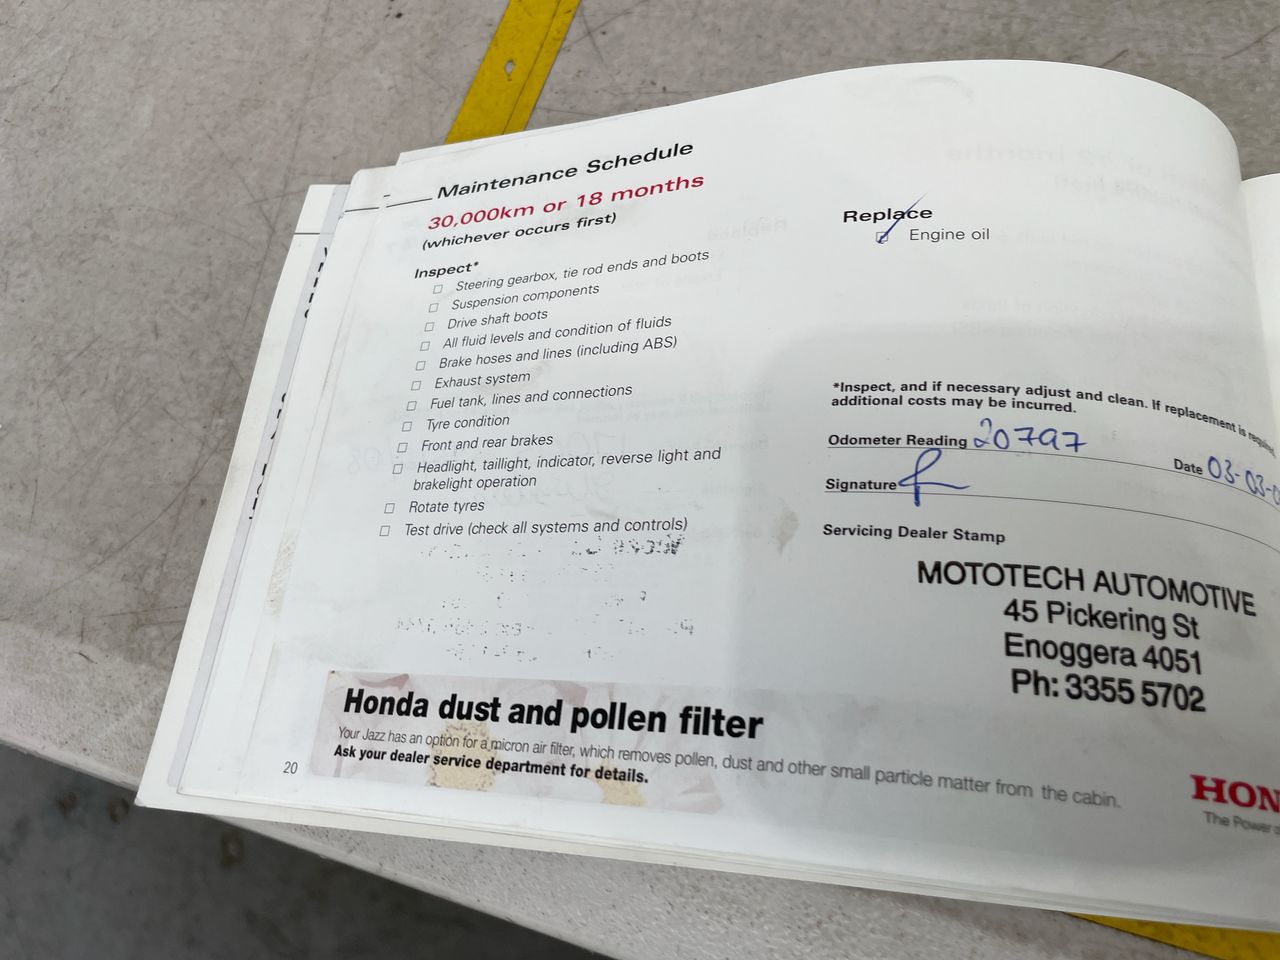 Maintenance Schedule
30,000km or 18 months
(whichever occurs first)
Inspect*
Steering gearbox, tie rod ends and boots
Suspension components
Drive shaft boots
All fluid levels and condition of fluids
Brake hoses and lines (including ABS)
Exhaust system
Fuel tank, lines and connections
Tyre condition
Front and rear brakes
Headlight, taillight, indicator, reverse light and
brakelight operation
Rotate tyres
Test drive (check all systems and controls)
Replace
Engine oil
*Inspect, and if necessary adjust and clean. If replacement is required,
additional costs may be incurred.
Odometer Reading 20797
Date 03-03-0
Signature
Servicing Dealer Stamp
MOTOTECH AUTOMOTIVE
45 Pickering St
Enoggera 4051
Ph: 3355 5702
Honda dust and pollen filter
Your Jazz has an option for a micron air filter, which removes pollen, dust and other small particle matter from the cabin.
Ask your dealer service department for details.
20
HON
The Power